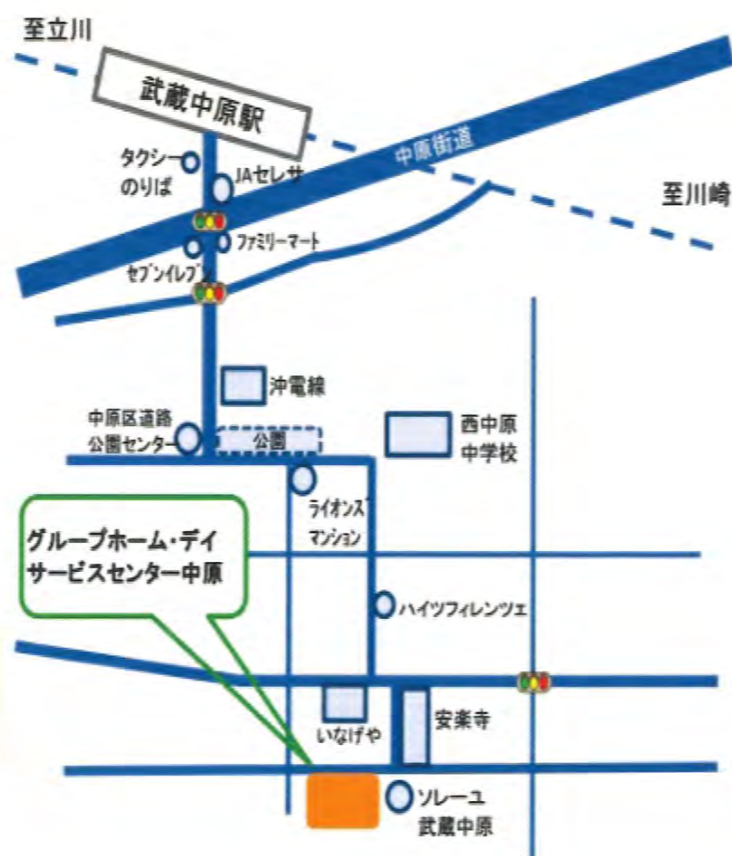 至立川
武蔵中原駅
中原街道
タクシー
のりば
JAセレサ
至川崎
ファミリーマート
セブンイレブン
沖電線
中原区道路
公園センター
公園
西中原
中学校
ライオンズ
マンション
グループホーム・デイ
サービスセンター中原
ハイツフィレンツェ
いなげや
安楽寺
ソレーユ
武蔵中原